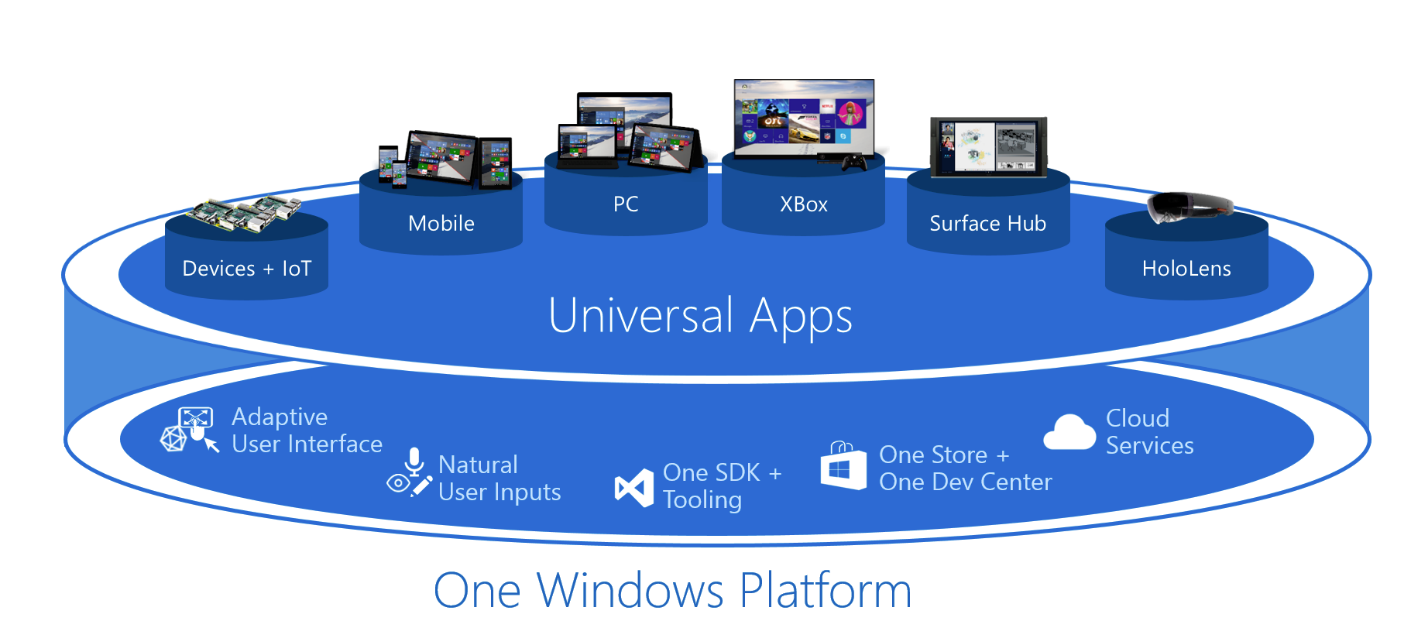 Devices + IoT
Mobile
PC
XBox
Surface Hub
HoloLens
Universal Apps
Adaptive
User Interface
Natural
User Inputs
One SDK +
Tooling
One Store +
One Dev Center
Cloud
Services
One Windows Platform